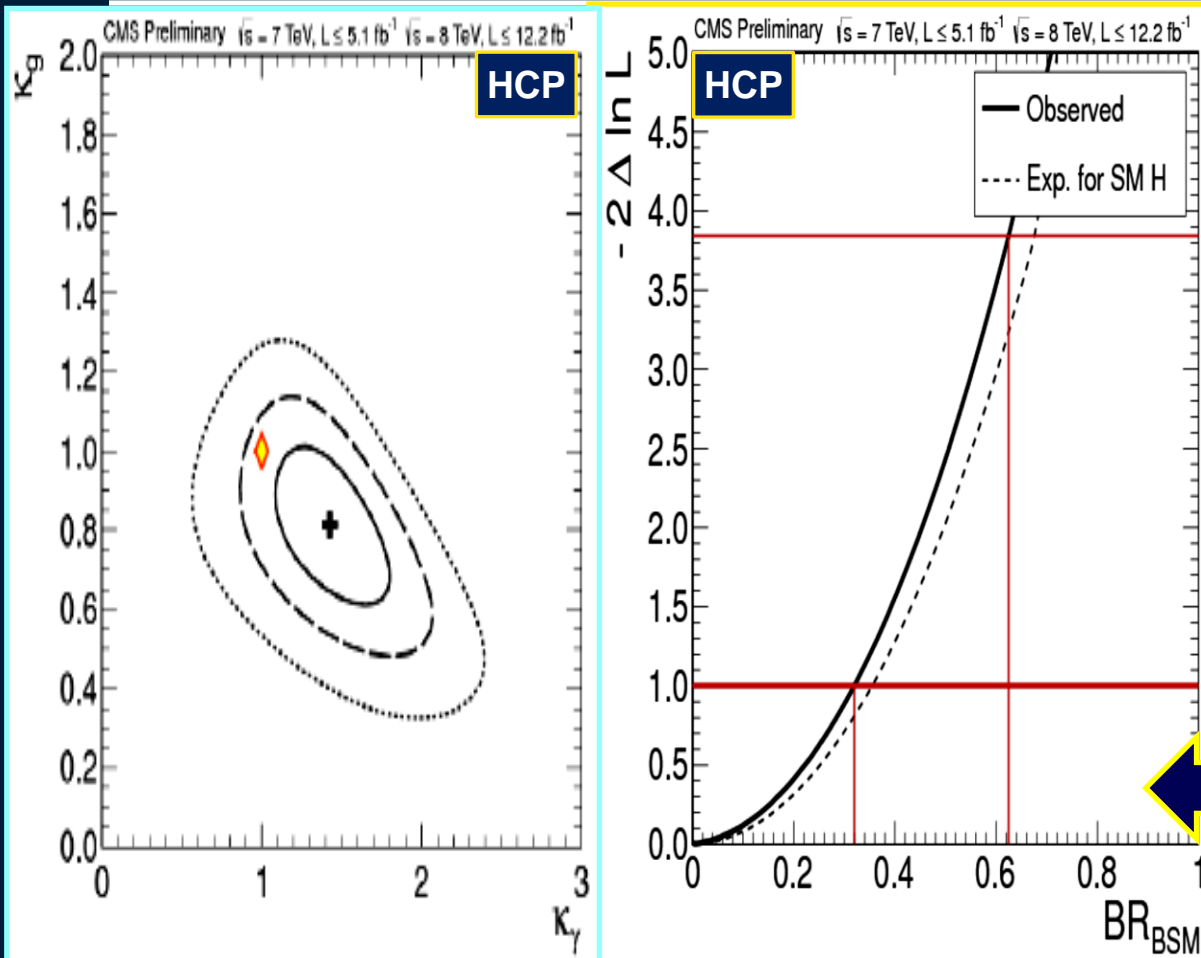 CMS Preliminary √s = 7 TeV, L ≤ 5.1 fb⁻¹ √s = 8 TeV, L ≤ 12.2 fb⁻¹
HCP
κg
2.0
1.8
1.6
1.4
1.2
1.0
0.8
0.6
0.4
0.2
0.0
0 1 2 3
κγ
CMS Preliminary √s = 7 TeV, L ≤ 5.1 fb⁻¹ √s = 8 TeV, L ≤ 12.2 fb⁻¹
HCP
- 2 Δ ln L
Observed
Exp. for SM H
5.0
4.5
4.0
3.5
3.0
2.5
2.0
1.5
1.0
0.5
0.0
0 0.2 0.4 0.6 0.8 1
BR_BSM